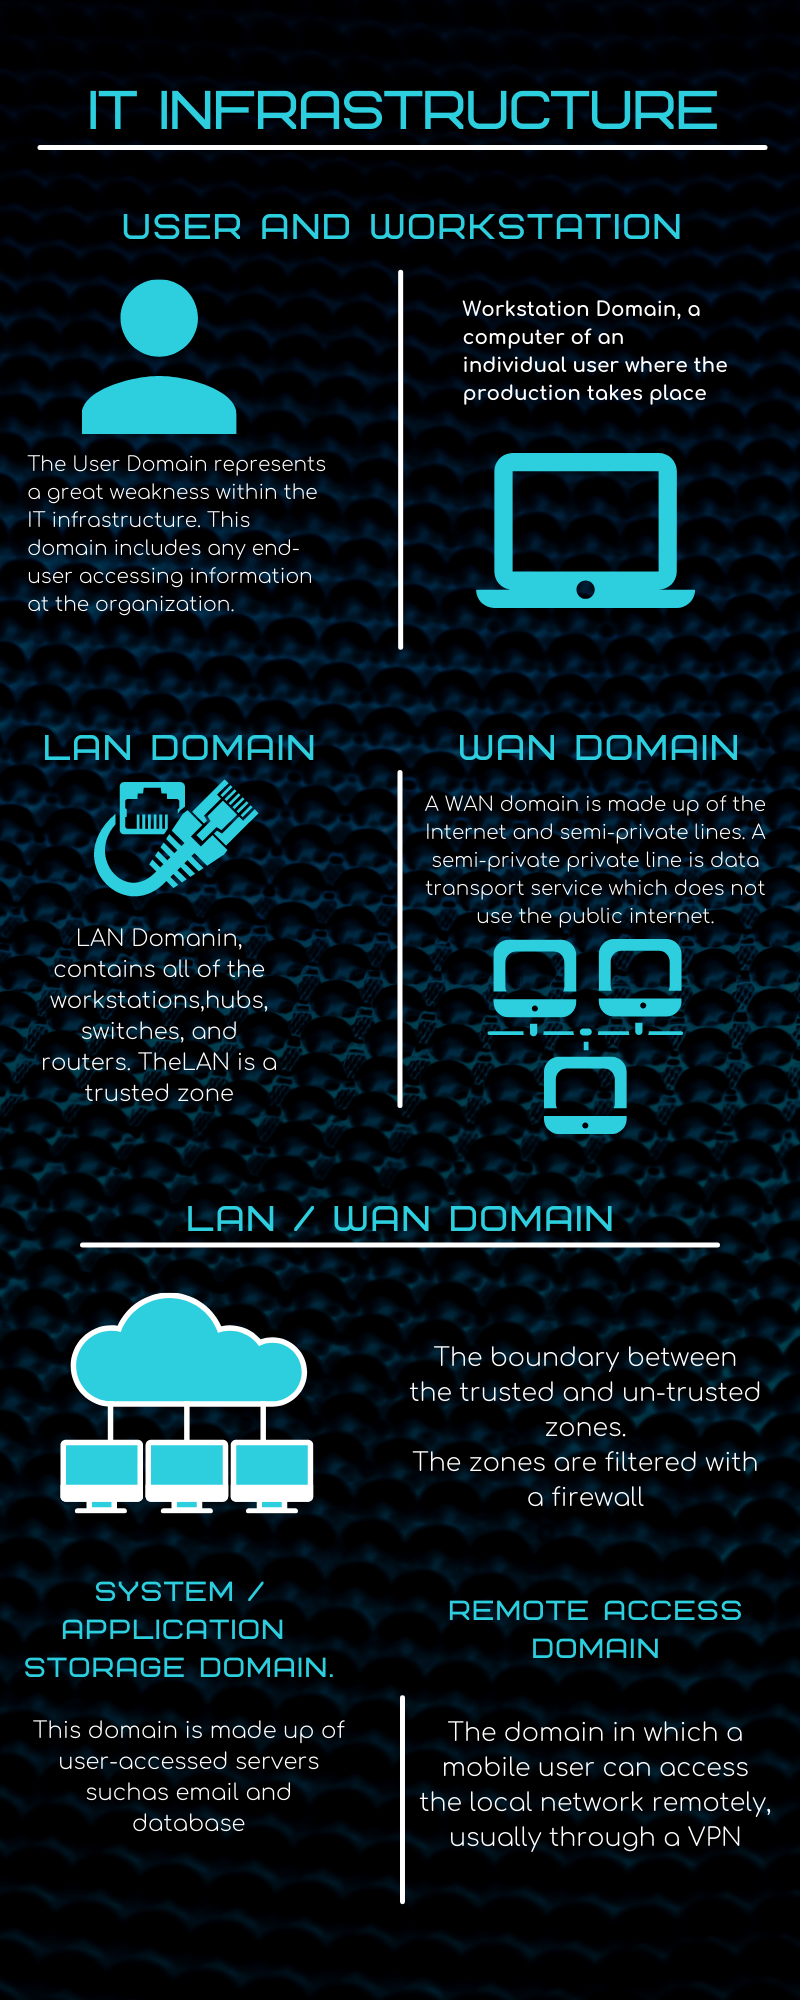 IT INFRASTRUCTURE
USER AND WORKSTATION
The User Domain represents
a great weakness within the
IT infrastructure. This
domain includes any end-
user accessing information
at the organization.
Workstation Domain, a
computer of an
individual user where the
production takes place
LAN DOMAIN
LAN Domanin,
contains all of the
workstations,hubs,
switches, and
routers. TheLAN is a
trusted zone
WAN DOMAIN
A WAN domain is made up of the
Internet and semi-private lines. A
semi-private private line is data
transport service which does not
use the public internet.
LAN / WAN DOMAIN
The boundary between
the trusted and un-trusted
zones.
The zones are filtered with
a firewall
SYSTEM /
APPLICATION
STORAGE DOMAIN.
This domain is made up of
user-accessed servers
suchas email and
database
REMOTE ACCESS
DOMAIN
The domain in which a
mobile user can access
the local network remotely,
usually through a VPN